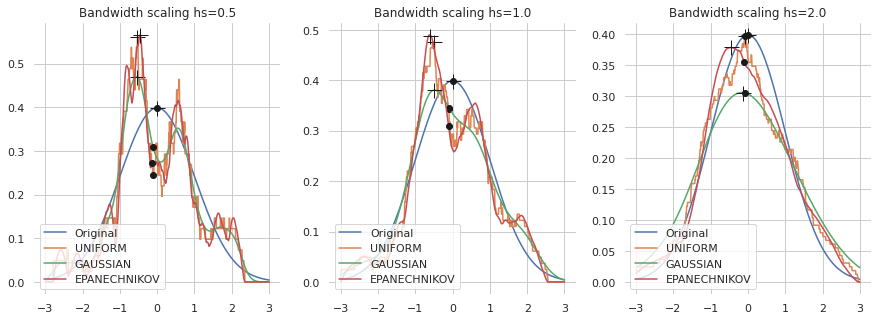 Bandwidth scaling hs=0.5
0.5
0.4
0.3
0.2
0.1
0.0
Original
UNIFORM
GAUSSIAN
EPANECHNIKOV
−3 −2 −1 0 1 2 3
Bandwidth scaling hs=1.0
0.5
0.4
0.3
0.2
0.1
0.0
Original
UNIFORM
GAUSSIAN
EPANECHNIKOV
−3 −2 −1 0 1 2 3
Bandwidth scaling hs=2.0
0.40
0.35
0.30
0.25
0.20
0.15
0.10
0.05
0.00
Original
UNIFORM
GAUSSIAN
EPANECHNIKOV
−3 −2 −1 0 1 2 3